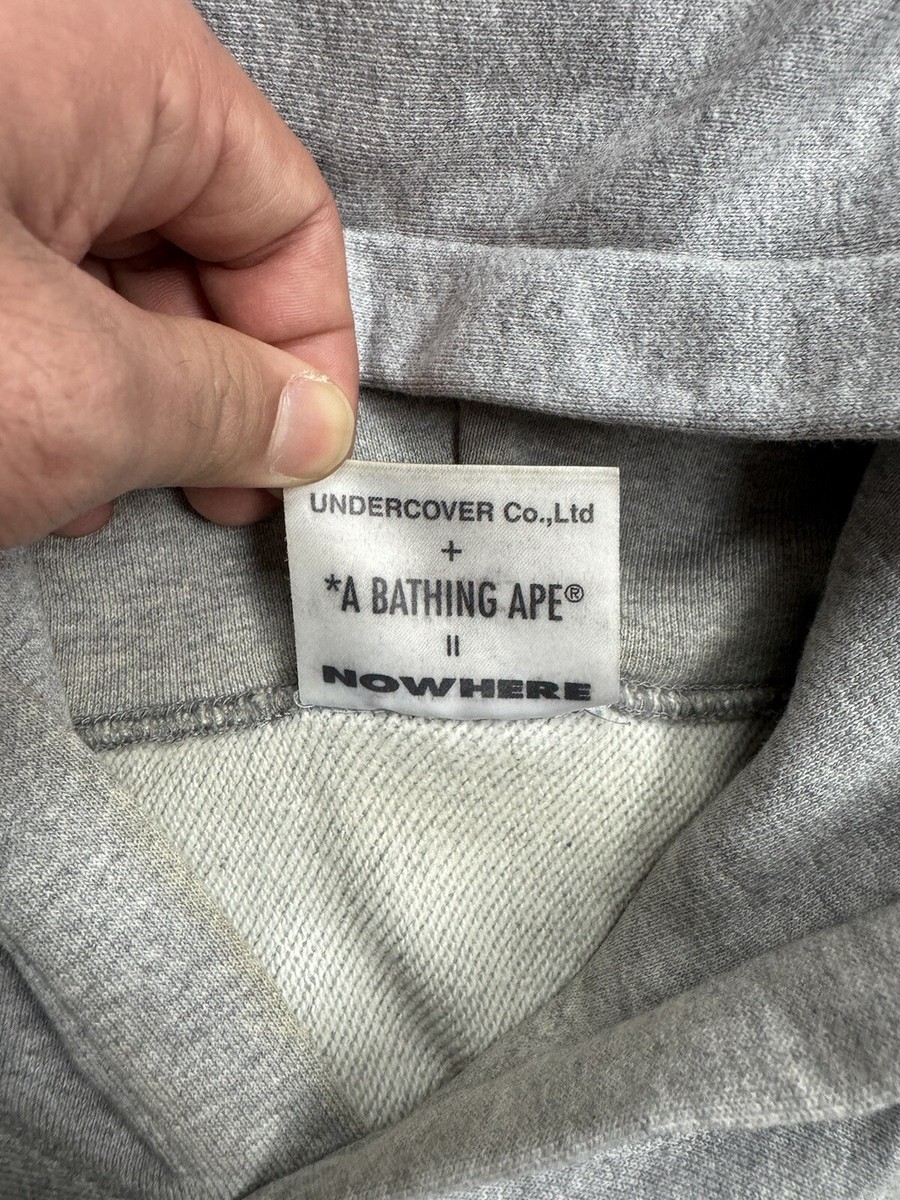 UNDERCOVER Co.,Ltd
+
*A BATHING APE®
=
NOWHERE